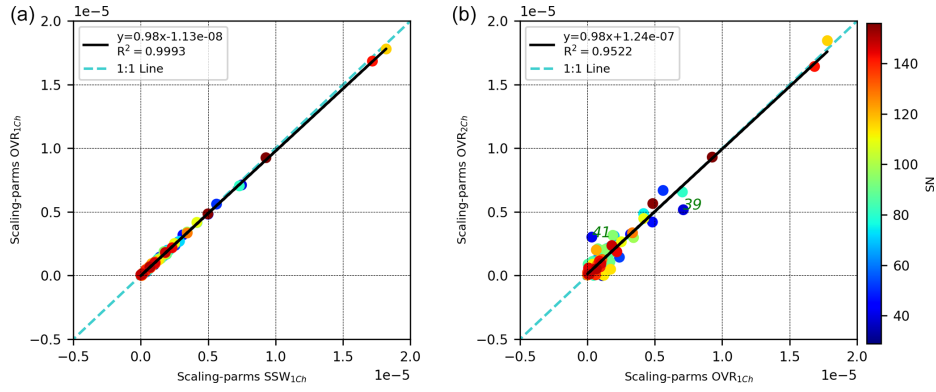 (a)
1e−5
2.0
1.5
1.0
0.5
0.0
−0.5
Scaling-parms OVR1Ch
y=0.98x-1.13e-08
R² = 0.9993
1:1 Line
−0.5 0.0 0.5 1.0 1.5 2.0
1e−5
Scaling-parms SSW1Ch
(b)
1e−5
2.0
1.5
1.0
0.5
0.0
−0.5
Scaling-parms OVR2Ch
y=0.98x+1.24e-07
R² = 0.9522
1:1 Line
39
41
−0.5 0.0 0.5 1.0 1.5 2.0
1e−5
Scaling-parms OVR1Ch
140
120
100
80
60
40
SN